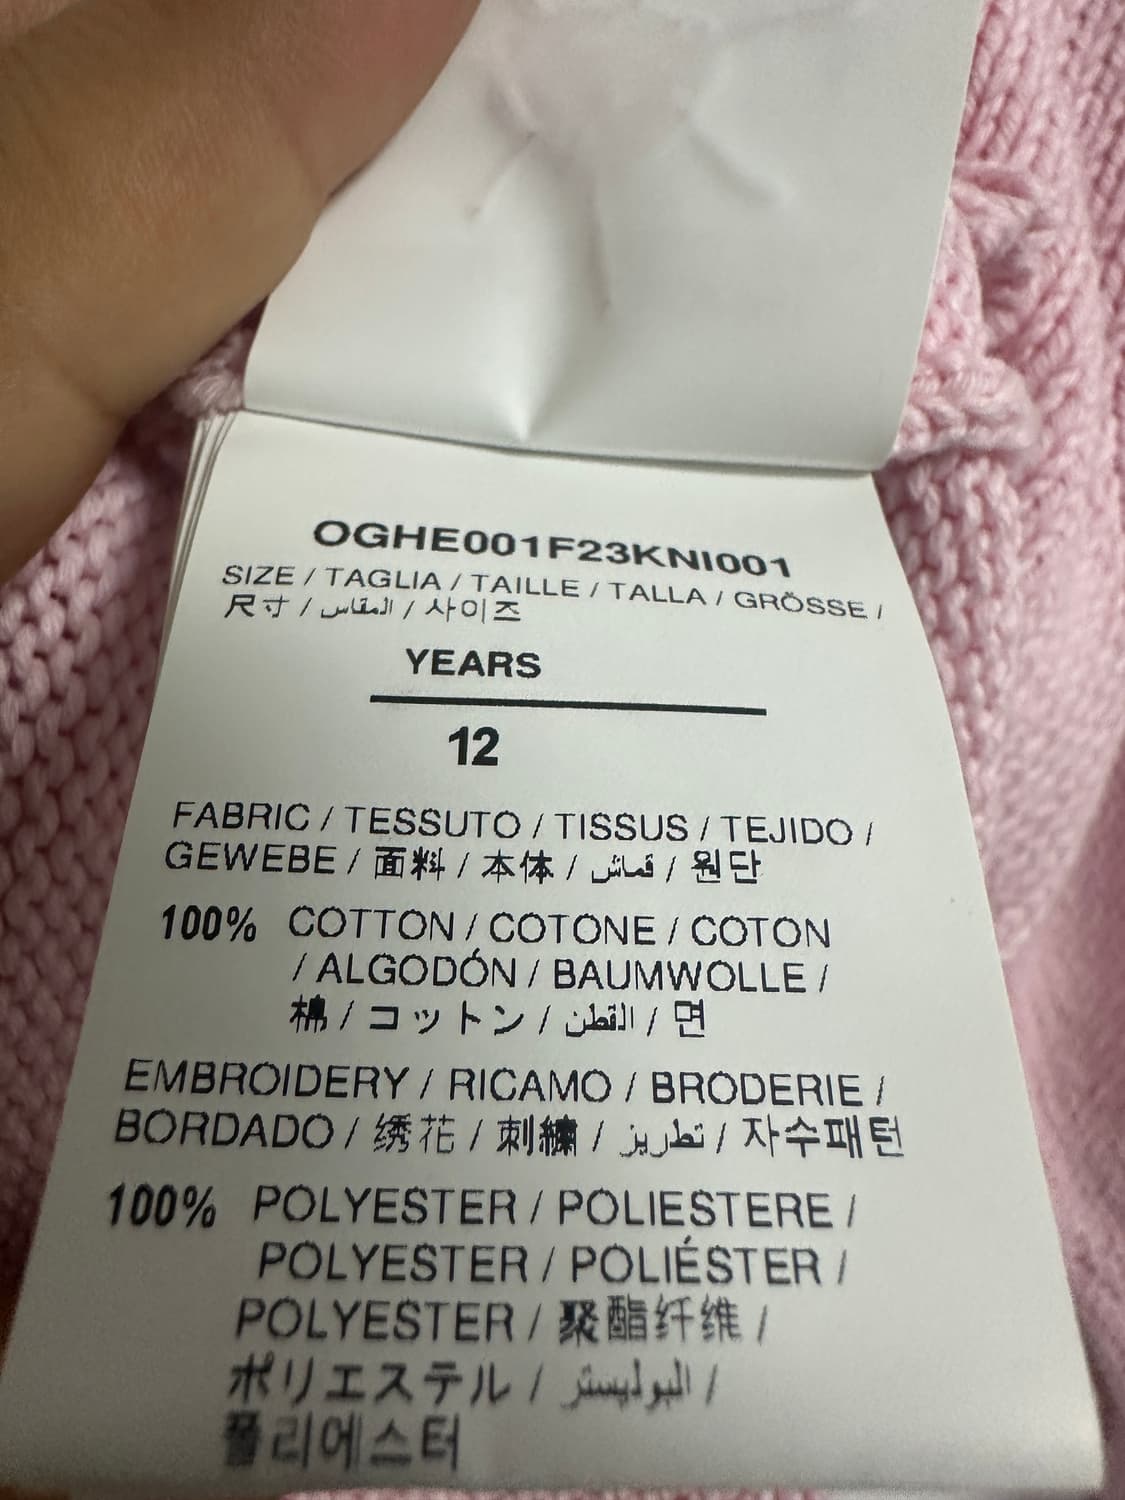 OGHE001F23KNI001
SIZE / TAGLIA / TAILLE / TALLA / GRÖSSE /
尺寸 / المقاس / 사이즈
YEARS
12
FABRIC / TESSUTO / TISSUS / TEJIDO /
GEWEBE / 面料 / 本体 / قماش / 원단
100% COTTON / COTONE / COTON
/ ALGODÓN / BAUMWOLLE /
棉 / コットン / القطن / 면
EMBROIDERY / RICAMO / BRODERIE /
BORDADO / 绣花 / 刺繍 / تطريز / 자수패턴
100% POLYESTER / POLIESTERE /
POLYESTER / POLIÉSTER /
POLYESTER / 聚酯纤维 /
ポリエステル / البوليستر /
폴리에스터